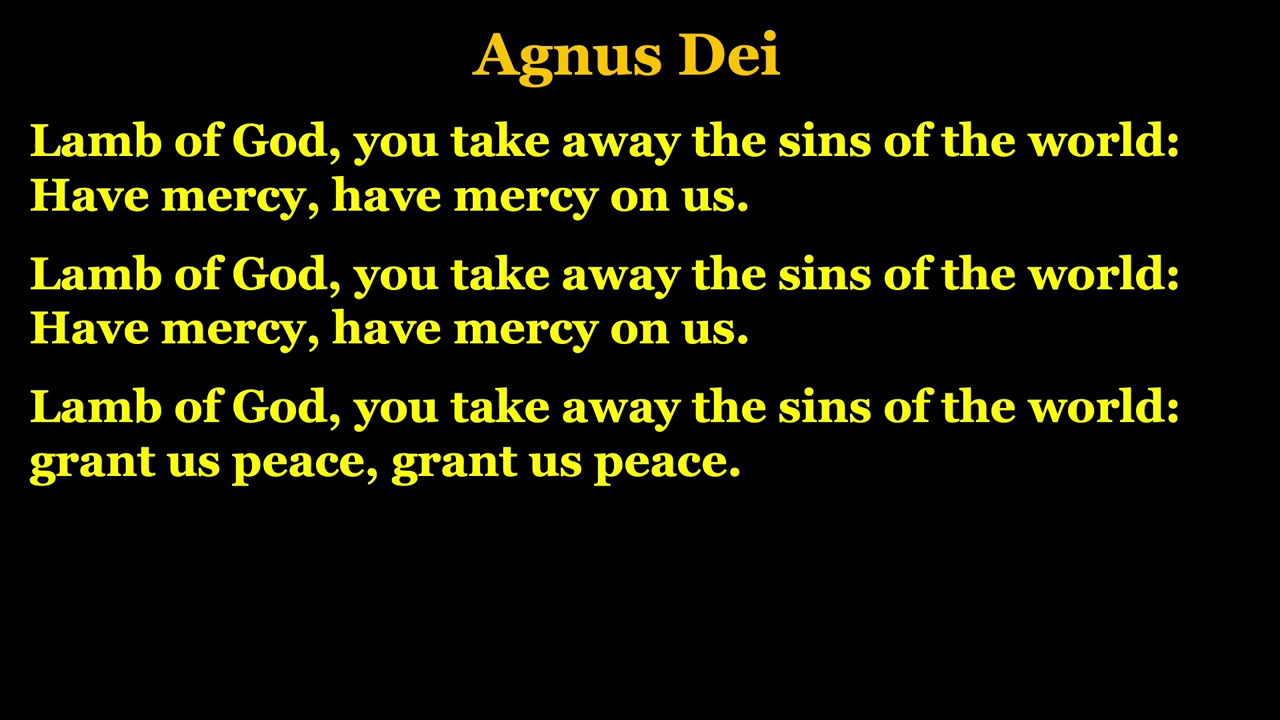 Agnus Dei
Lamb of God, you take away the sins of the world:
Have mercy, have mercy on us.
Lamb of God, you take away the sins of the world:
Have mercy, have mercy on us.
Lamb of God, you take away the sins of the world:
grant us peace, grant us peace.